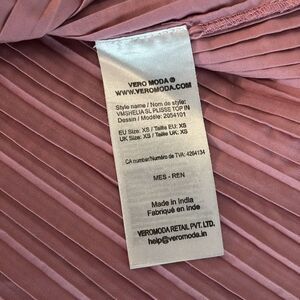 VERO MODA ®
WWW.VEROMODA.COM
Style name / Nom de style:
VMSHELIA SL PLISSE TOP IN
Dessin / Modèle: 2054101
EU Size: XS / Taille EU: XS
UK Size: XS / Taille UK: XS
CA number/Numéro de TVA: 4264134
MES - REN
Made in India
Fabriqué en Inde
VEROMODA RETAIL PVT. LTD.
help@veromoda.in